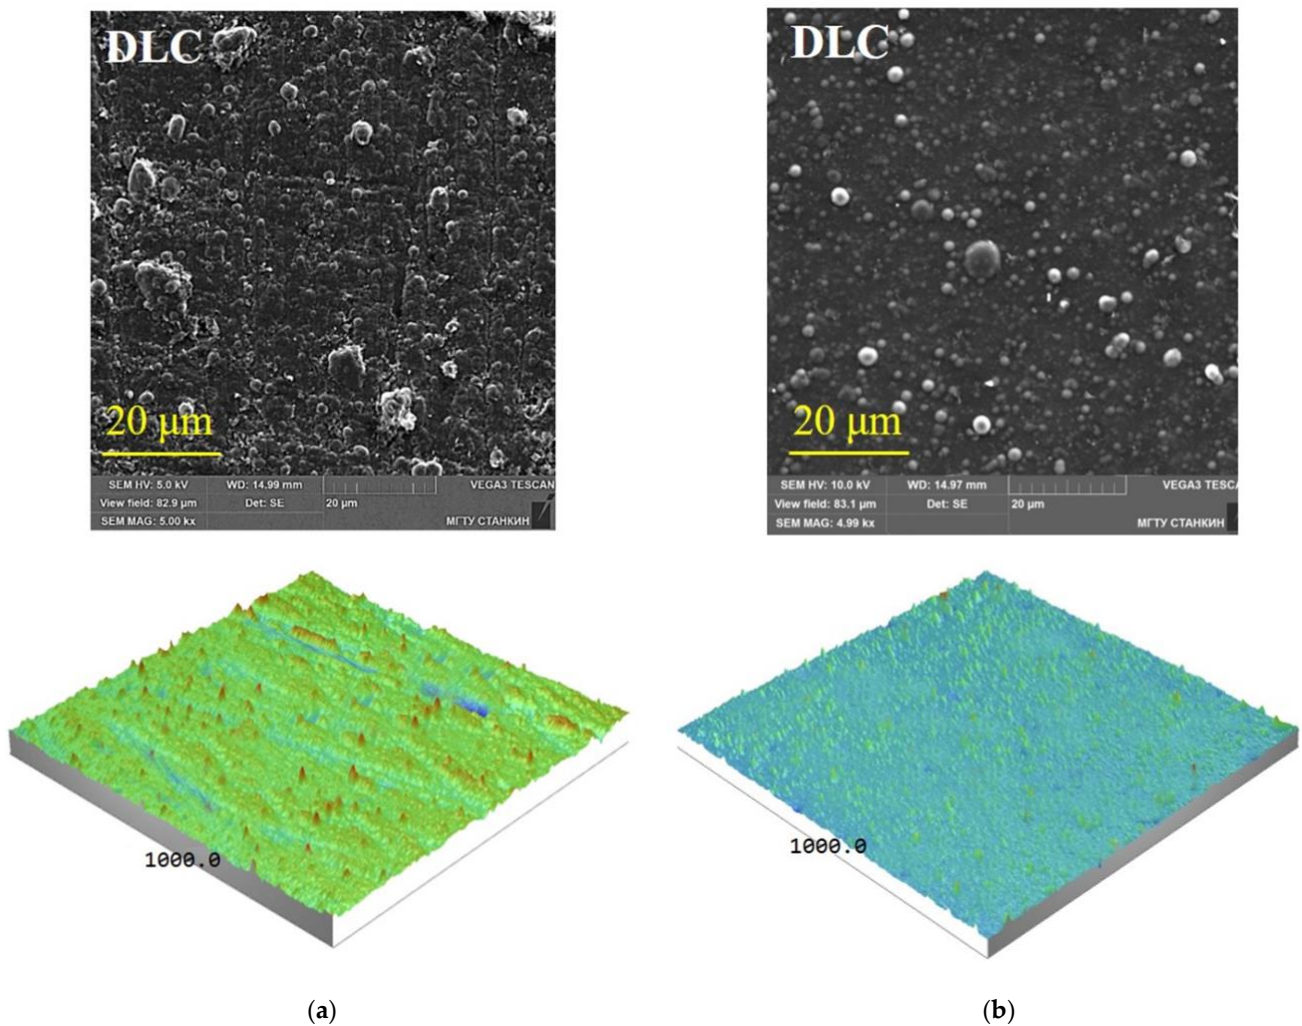 DLC
20 μm
SEM HV: 5.0 kV WD: 14.99 mm VEGA3 TESCAN
View field: 82.9 μm Det: SE 20 μm
SEM MAG: 5.00 kx МГТУ СТАНКИН
DLC
20 μm
SEM HV: 10.0 kV WD: 14.97 mm VEGA3 TESCA
View field: 83.1 μm Det: SE 20 μm
SEM MAG: 4.99 kx МГТУ СТАНКИН
1000.0
1000.0
(a)
(b)